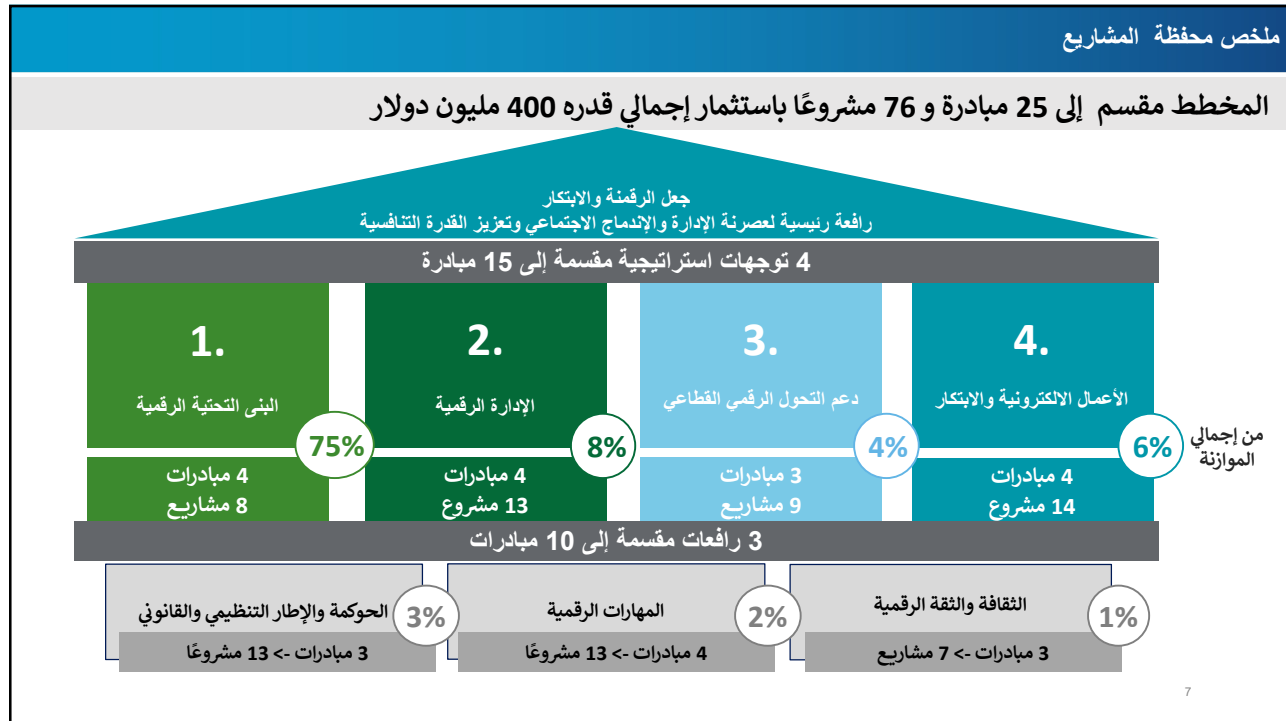 ملخص محفظة المشاريع
المخطط مقسم إلى 25 مبادرة و 76 مشروعًا باستثمار إجمالي قدره 400 مليون دولار
جعل الرقمنة والابتكار
رافعة رئيسية لعصرنة الإدارة والإندماج الاجتماعي وتعزيز القدرة التنافسية
4 توجهات استراتيجية مقسمة إلى 15 مبادرة
1.
البنى التحتية الرقمية
75%
4 مبادرات
8 مشاريع
2.
الإدارة الرقمية
8%
4 مبادرات
13 مشروع
3.
دعم التحول الرقمي القطاعي
4%
3 مبادرات
9 مشاريع
4.
الأعمال الالكترونية والابتكار
6%
4 مبادرات
14 مشروع
من إجمالي
الموازنة
3 رافعات مقسمة إلى 10 مبادرات
الحوكمة والإطار التنظيمي والقانوني
3%
3 مبادرات -> 13 مشروعًا
المهارات الرقمية
2%
4 مبادرات -> 13 مشروعًا
الثقافة والثقة الرقمية
1%
3 مبادرات -> 7 مشاريع
7